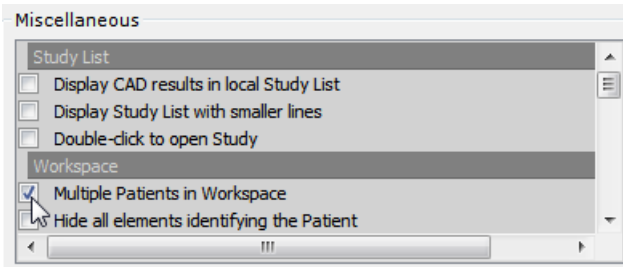 Miscellaneous
Study List
Display CAD results in local Study List
Display Study List with smaller lines
Double-click to open Study
Workspace
Multiple Patients in Workspace
Hide all elements identifying the Patient